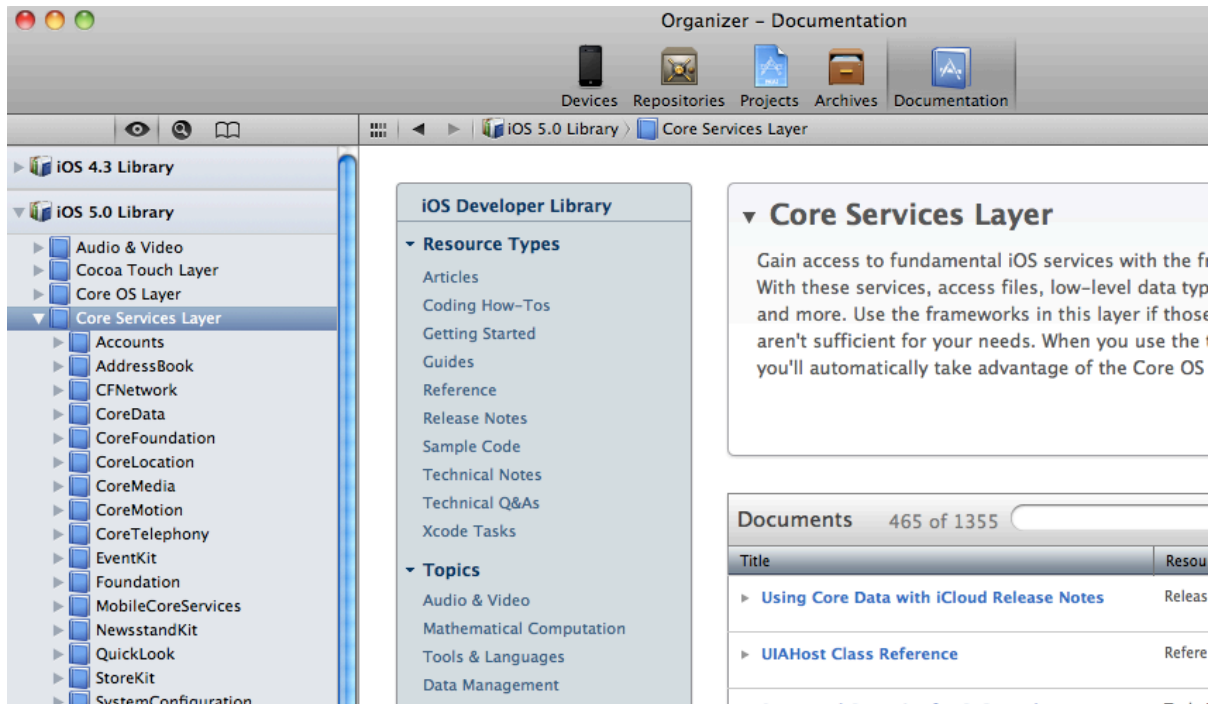 Organizer – Documentation
Devices Repositories Projects Archives Documentation
iOS 5.0 Library Core Services Layer
iOS 4.3 Library
iOS 5.0 Library
Audio & Video
Cocoa Touch Layer
Core OS Layer
Core Services Layer
Accounts
AddressBook
CFNetwork
CoreData
CoreFoundation
CoreLocation
CoreMedia
CoreMotion
CoreTelephony
EventKit
Foundation
MobileCoreServices
NewsstandKit
QuickLook
StoreKit
SystemConfiguration
iOS Developer Library
Resource Types
Articles
Coding How-Tos
Getting Started
Guides
Reference
Release Notes
Sample Code
Technical Notes
Technical Q&As
Xcode Tasks
Topics
Audio & Video
Mathematical Computation
Tools & Languages
Data Management
Core Services Layer
Gain access to fundamental iOS services with the fr
With these services, access files, low-level data typ
and more. Use the frameworks in this layer if those
aren't sufficient for your needs. When you use the t
you'll automatically take advantage of the Core OS
Documents 465 of 1355
Title Resou
Using Core Data with iCloud Release Notes Releas
UIAHost Class Reference Refere